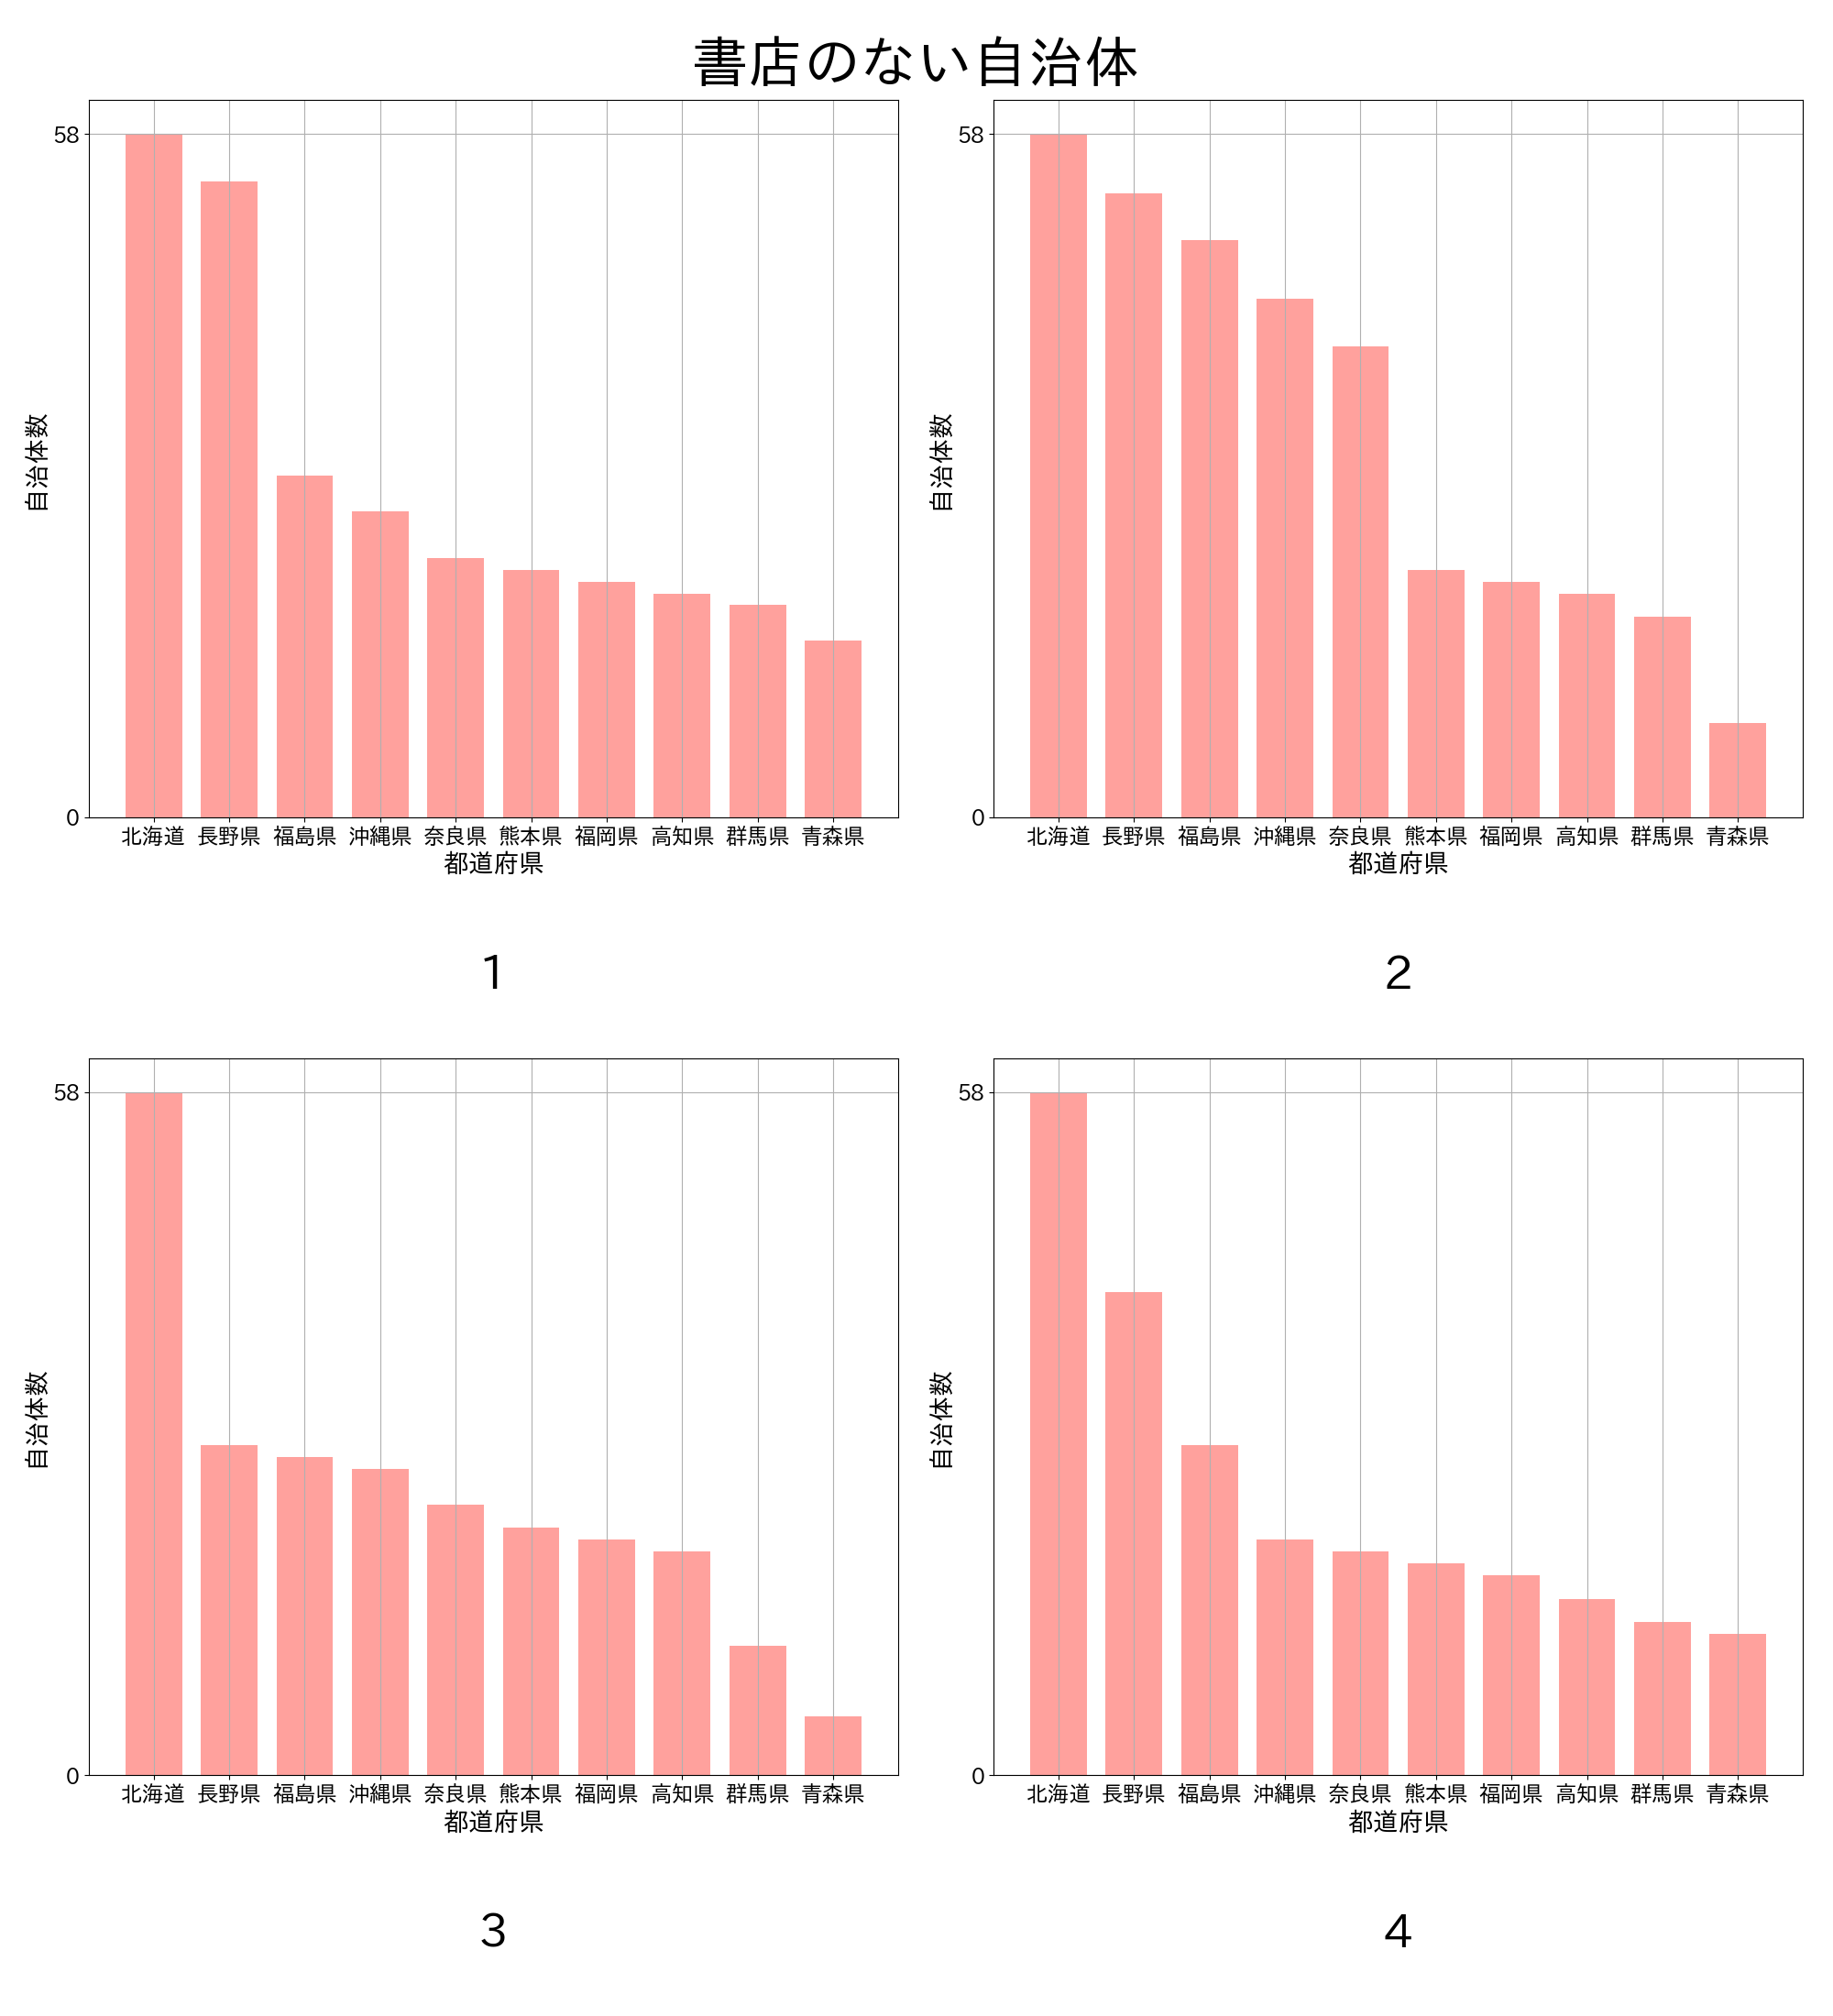 書店のない自治体
58
0
自治体数
北海道 長野県 福島県 沖縄県 奈良県 熊本県 福岡県 高知県 群馬県 青森県
都道府県
1
58
0
自治体数
北海道 長野県 福島県 沖縄県 奈良県 熊本県 福岡県 高知県 群馬県 青森県
都道府県
2
58
0
自治体数
北海道 長野県 福島県 沖縄県 奈良県 熊本県 福岡県 高知県 群馬県 青森県
都道府県
3
58
0
自治体数
北海道 長野県 福島県 沖縄県 奈良県 熊本県 福岡県 高知県 群馬県 青森県
都道府県
4